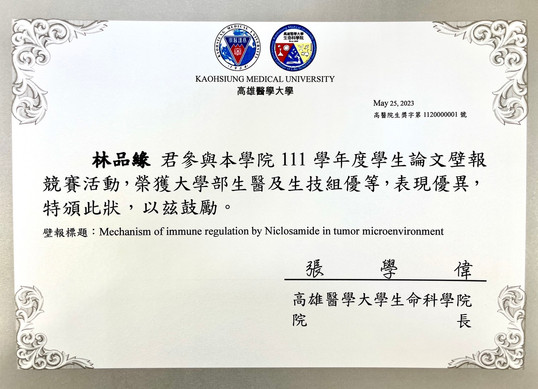 KAOHSIUNG MEDICAL UNIVERSITY
高雄醫學大學
May 25, 2023
高醫院生獎字第 1120000001 號
林品緣 君參與本學院 111 學年度學生論文壁報
競賽活動,榮獲大學部生醫及生技組優等,表現優異,
特頒此狀,以茲鼓勵。
壁報標題:Mechanism of immune regulation by Niclosamide in tumor microenvironment
張 學 偉
高雄醫學大學生命科學院
院 長